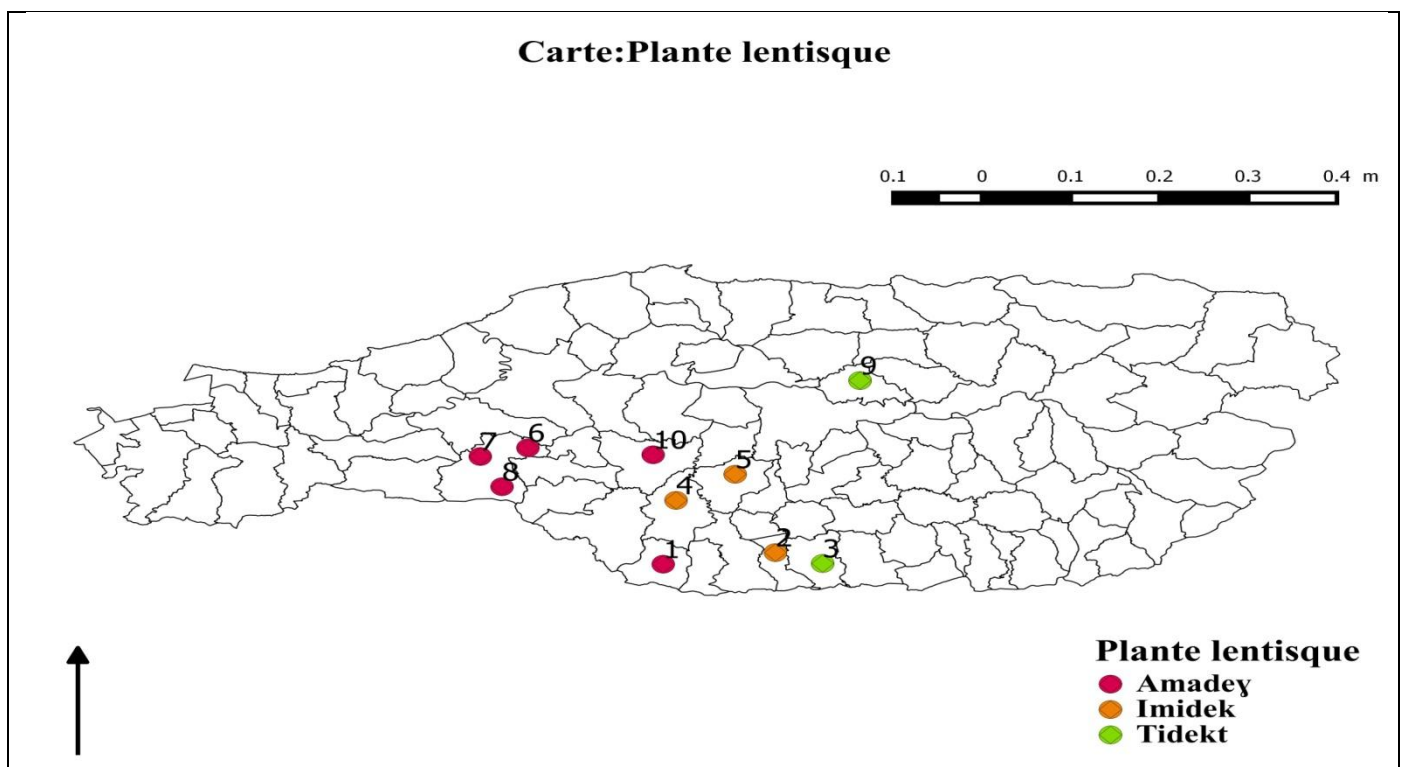 Carte:Plante lentisque
0.1 0 0.1 0.2 0.3 0.4 m
9
7 6 10
8 5
4
1 2 3
Plante lentisque
Amadeɣ
Imidek
Tidekt